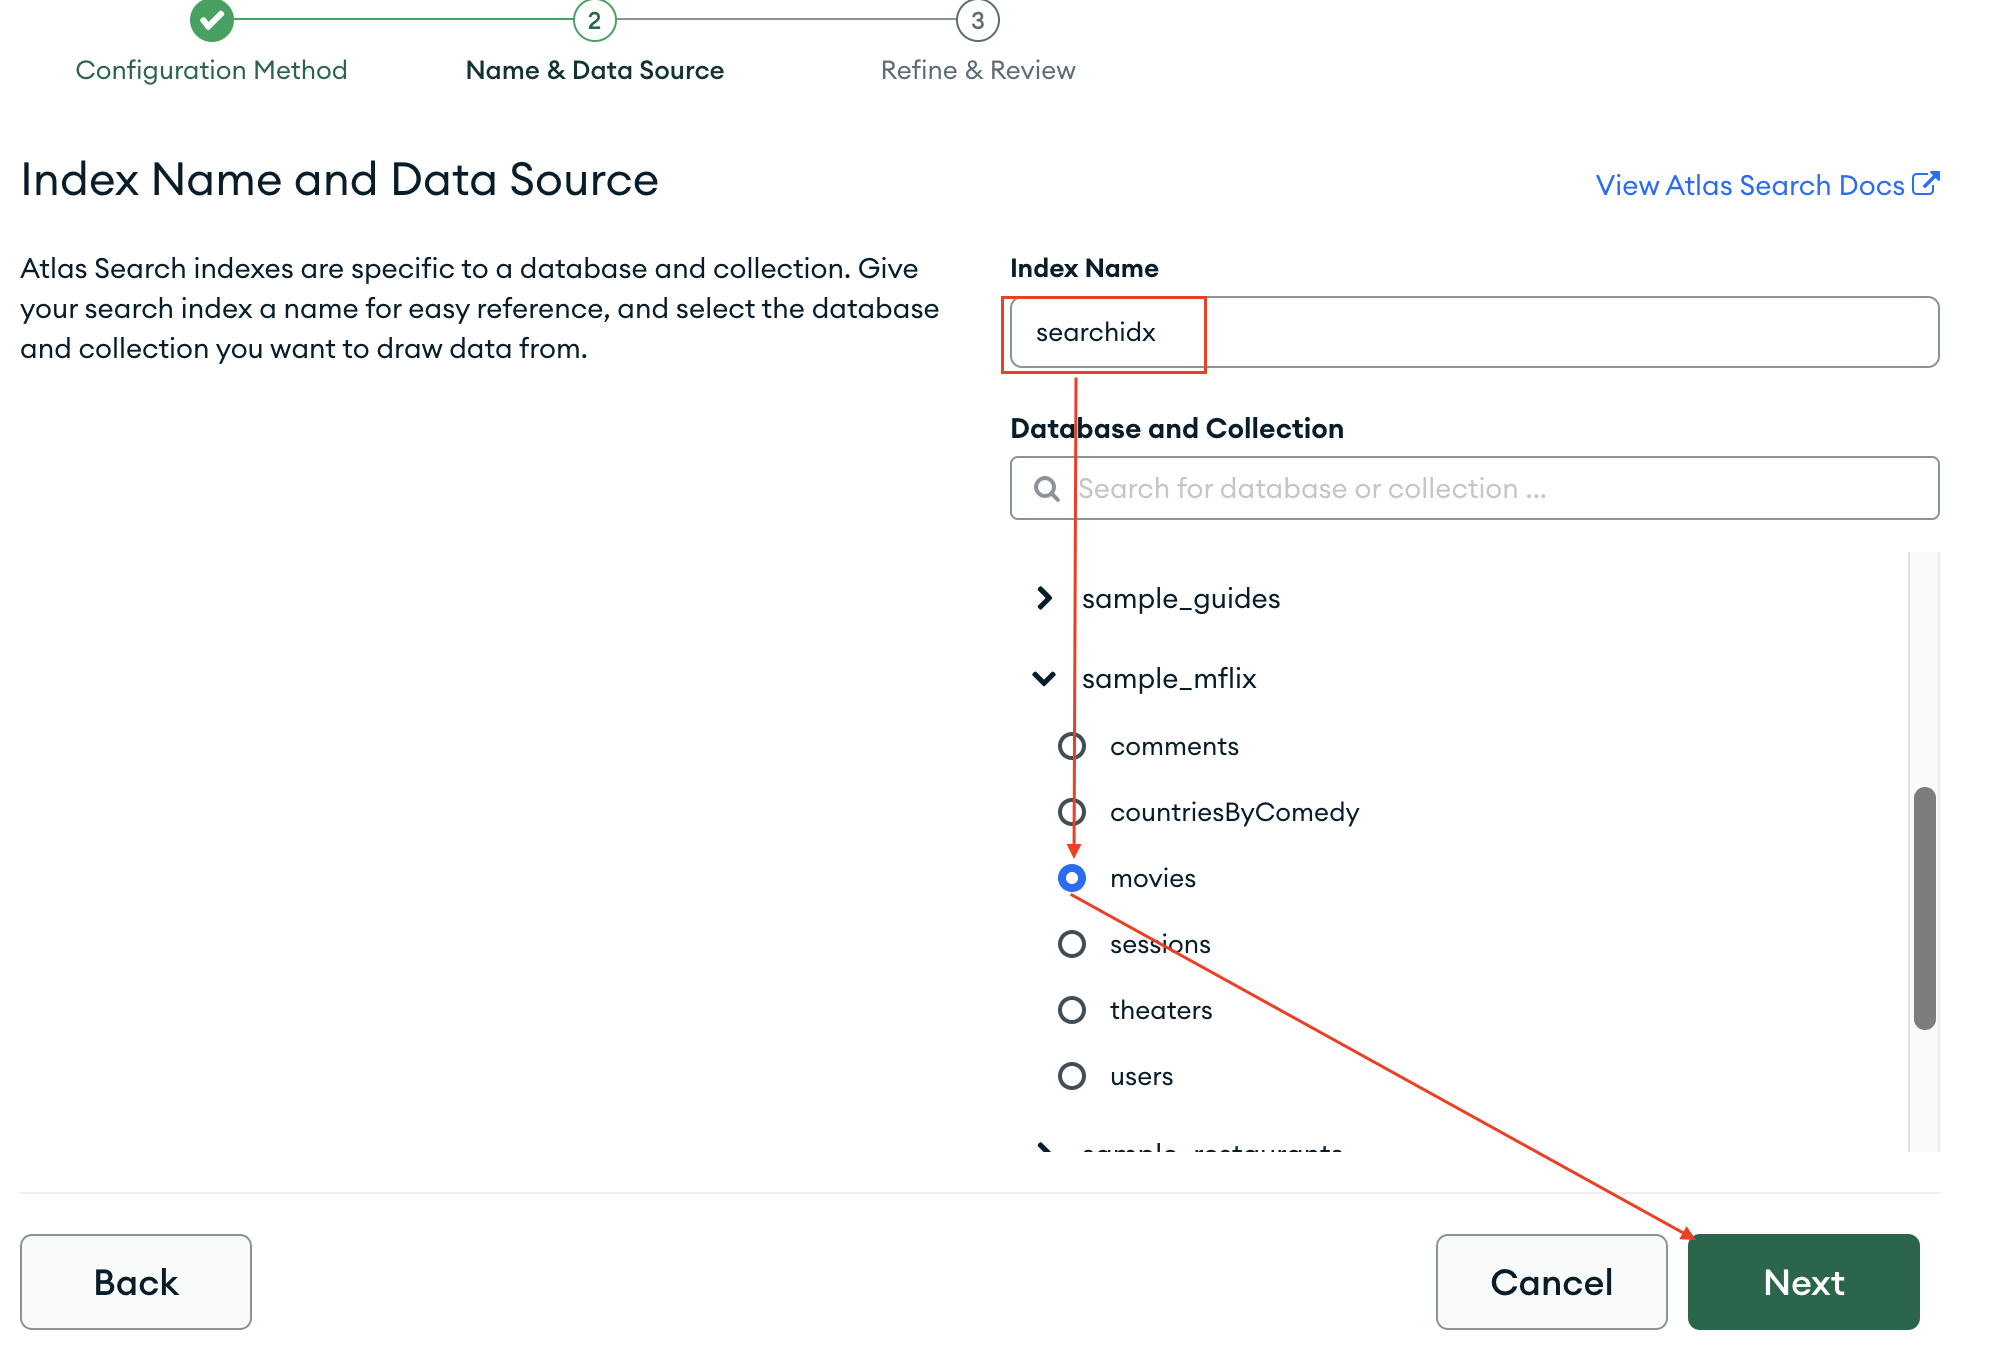 2
3
Configuration Method
Name & Data Source
Refine & Review
Index Name and Data Source
View Atlas Search Docs
Atlas Search indexes are specific to a database and collection. Give
your search index a name for easy reference, and select the database
and collection you want to draw data from.
Index Name
searchidx
Database and Collection
Search for database or collection ...
sample_guides
sample_mflix
comments
countriesByComedy
movies
sessions
theaters
users
sample_restaurants
Back
Cancel
Next